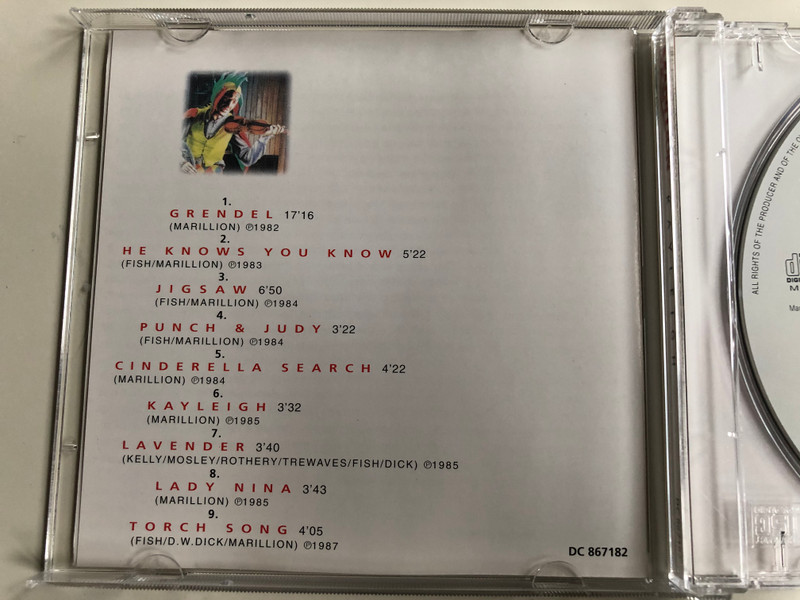 1.
GRENDEL 17'16
(MARILLION) ℗1982
2.
HE KNOWS YOU KNOW 5'22
(FISH/MARILLION) ℗1983
3.
JIGSAW 6'50
(FISH/MARILLION) ℗1984
4.
PUNCH & JUDY 3'22
(FISH/MARILLION) ℗1984
5.
CINDERELLA SEARCH 4'22
(MARILLION) ℗1984
6.
KAYLEIGH 3'32
(MARILLION) ℗1985
7.
LAVENDER 3'40
(KELLY/MOSLEY/ROTHERY/TREWAVES/FISH/DICK) ℗1985
8.
LADY NINA 3'43
(MARILLION) ℗1985
9.
TORCH SONG 4'05
(FISH/D.W.DICK/MARILLION) ℗1987
DC 867182
ALL RIGHTS OF THE PRODUCER AND OF THE